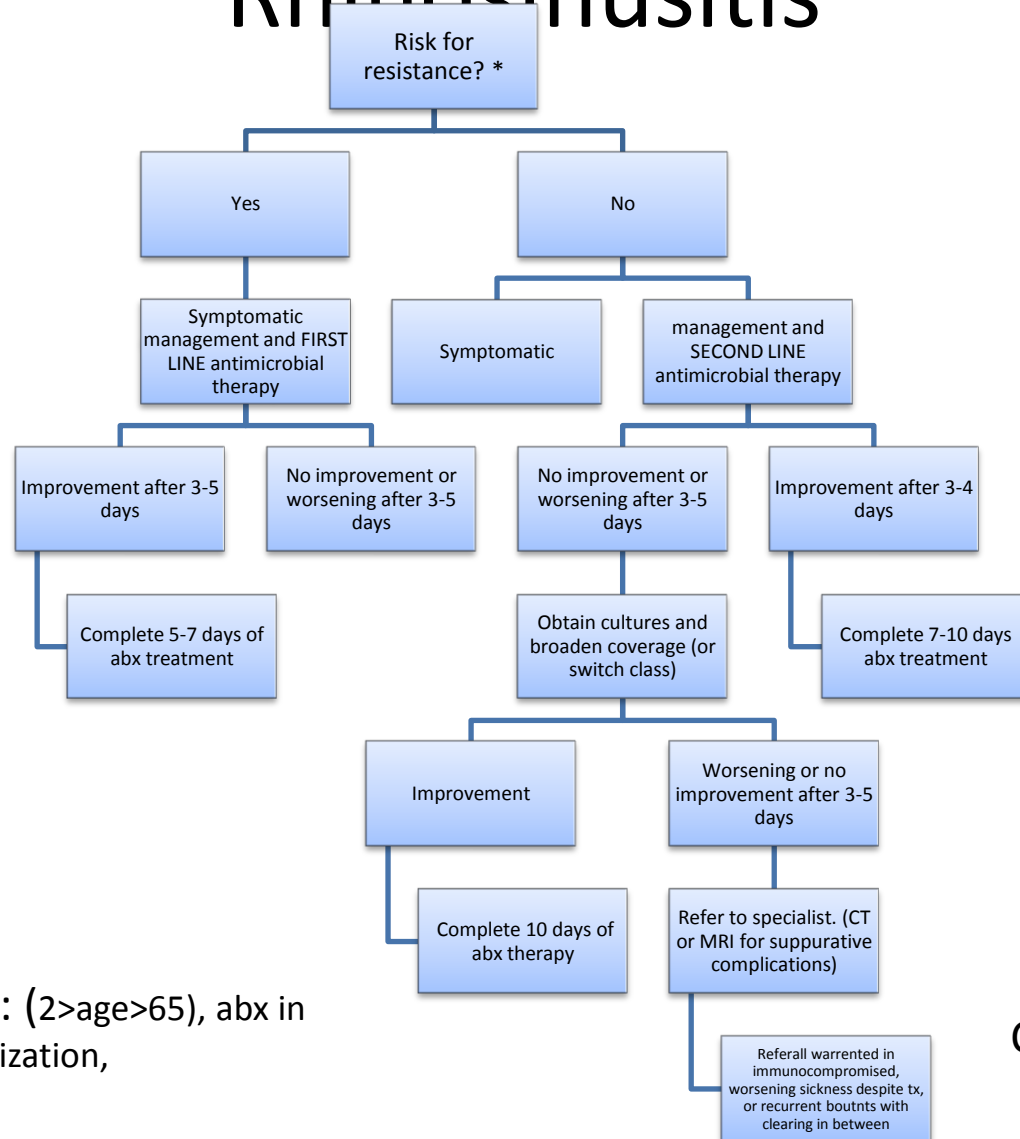 Rhinosinusitis
Risk for
resistance? *
Yes
No
Symptomatic
management and FIRST
LINE antimicrobial
therapy
Symptomatic
management and
SECOND LINE
antimicrobial therapy
Improvement after 3-5
days
No improvement or
worsening after 3-5
days
No improvement or
worsening after 3-5
days
Improvement after 3-4
days
Complete 5-7 days of
abx treatment
Obtain cultures and
broaden coverage (or
switch class)
Complete 7-10 days
abx treatment
Improvement
Worsening or no
improvement after 3-5
days
Complete 10 days of
abx therapy
Refer to specialist. (CT
or MRI for suppurative
complications)
: (2>age>65), abx in
ization,
Referall warrented in
immunocompromised,
worsening sickness despite tx,
or recurrent boutnts with
clearing in between